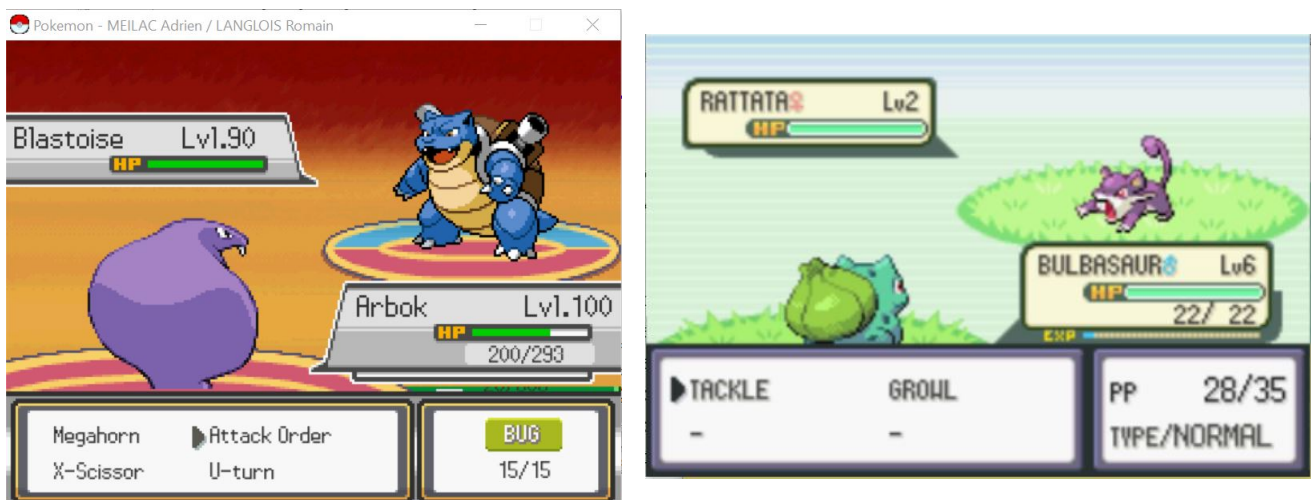 Pokemon - MEILAC Adrien / LANGLOIS Romain
Blastoise Lvl.90
HP
Arbok Lvl.100
HP
200/293
Megahorn Attack Order
X-Scissor U-turn
BUG
15/15
RATTATA♀ Lv2
HP
BULBASAUR♂ Lv6
HP
22/ 22
EXP
TACKLE GROWL
- -
PP 28/35
TYPE/NORMAL